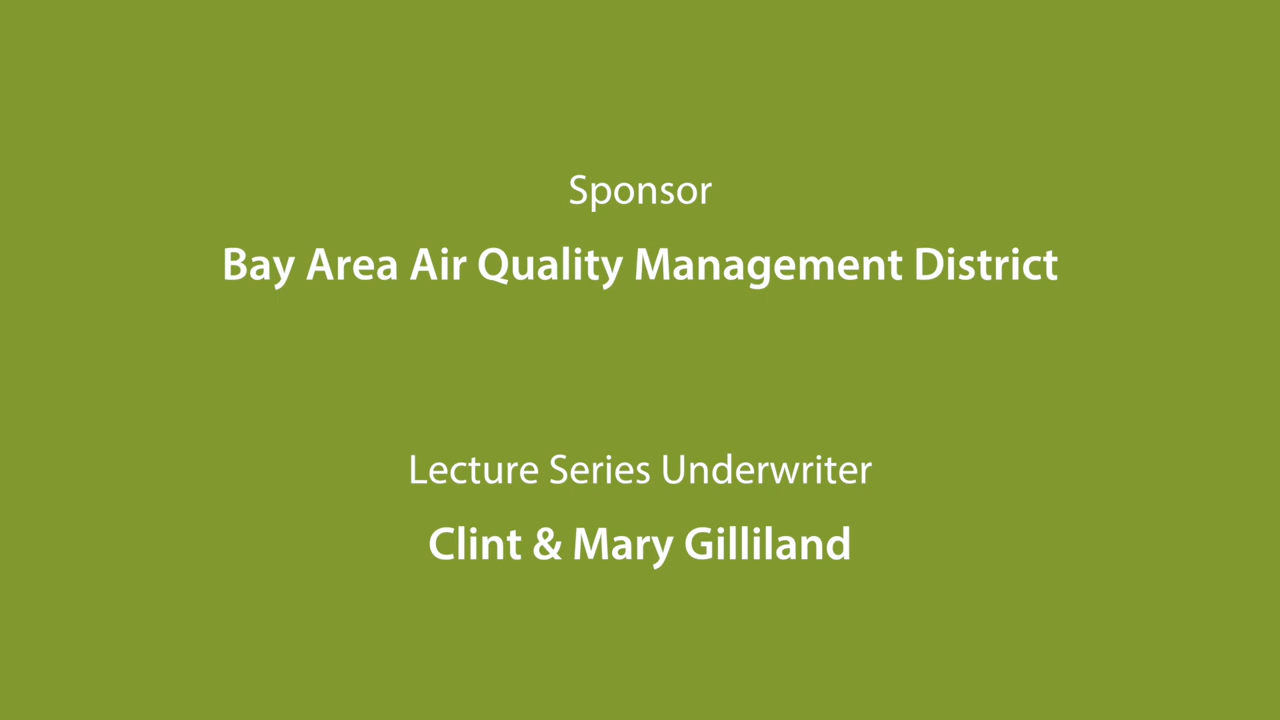 Sponsor
Bay Area Air Quality Management District
Lecture Series Underwriter
Clint & Mary Gilliland